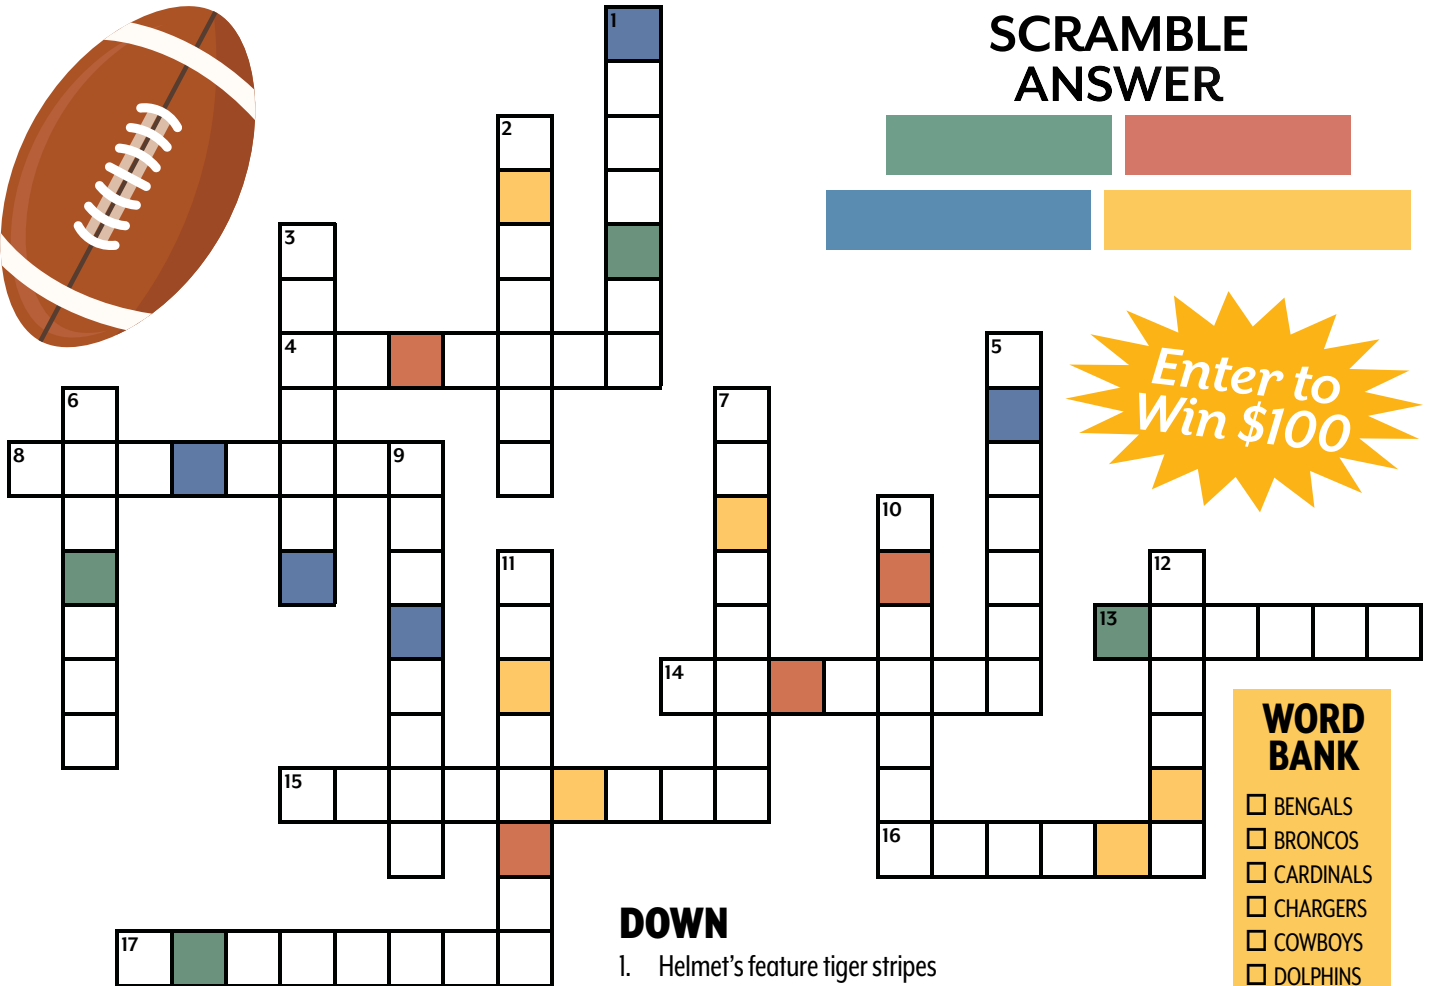 SCRAMBLE
ANSWER
1
2
3
4
5
Enter to
Win $100
6
7
8
9
10
11
12
13
14
15
16
17
WORD
BANK
BENGALS
BRONCOS
CARDINALS
CHARGERS
COWBOYS
DOLPHINS
DOWN
1. Helmet's feature tiger stripes